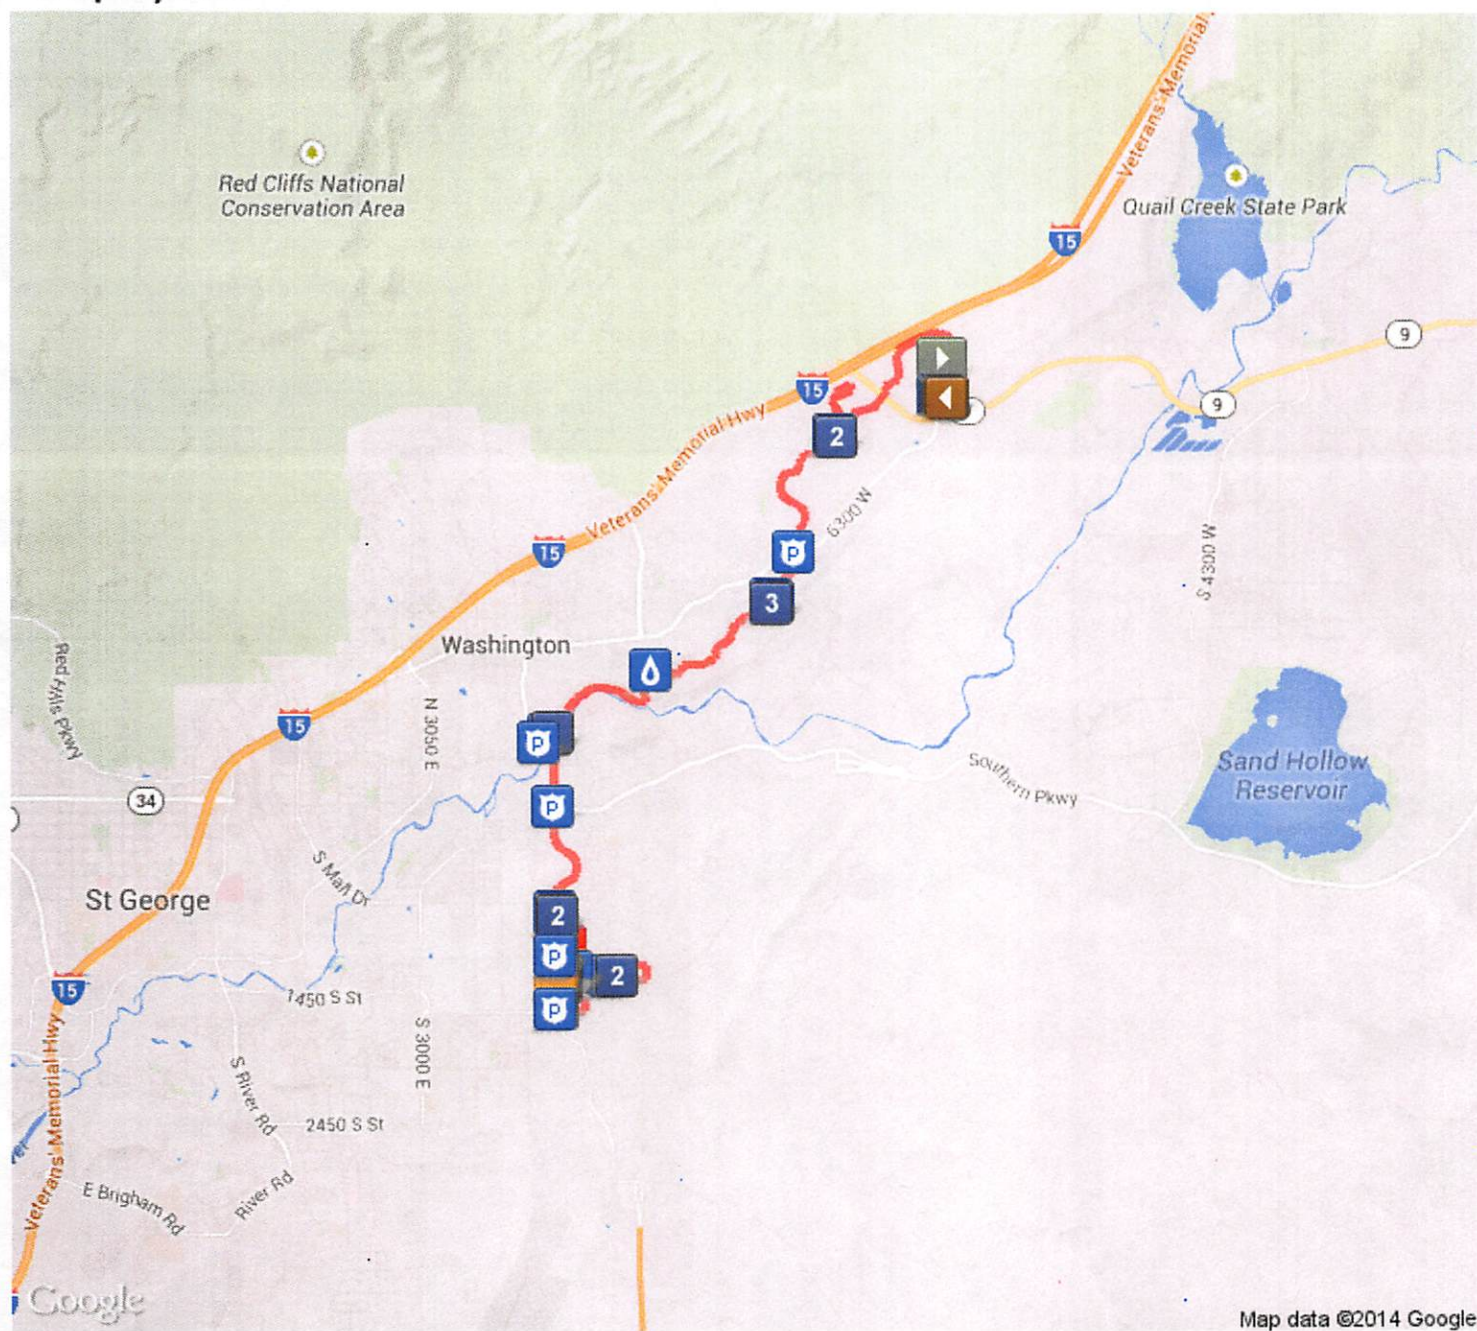 Veterans' Memorial
Red Cliffs National
Conservation Area
Quail Creek State Park
15
9
15
9
2
Veterans' Memorial Hwy
6300 W
15
P
S 4300 W
3
Washington
Red Hills Pkwy
N 3050 E
15
P
Southern Pkwy
Sand Hollow
Reservoir
34
P
S Mall Dr
St George
2
P
2
15
1450 S St
P
S 3000 E
Veterans' Memorial Hwy
S River Rd
2450 S St
E Brigham Rd
River Rd
Google
Map data ©2014 Google